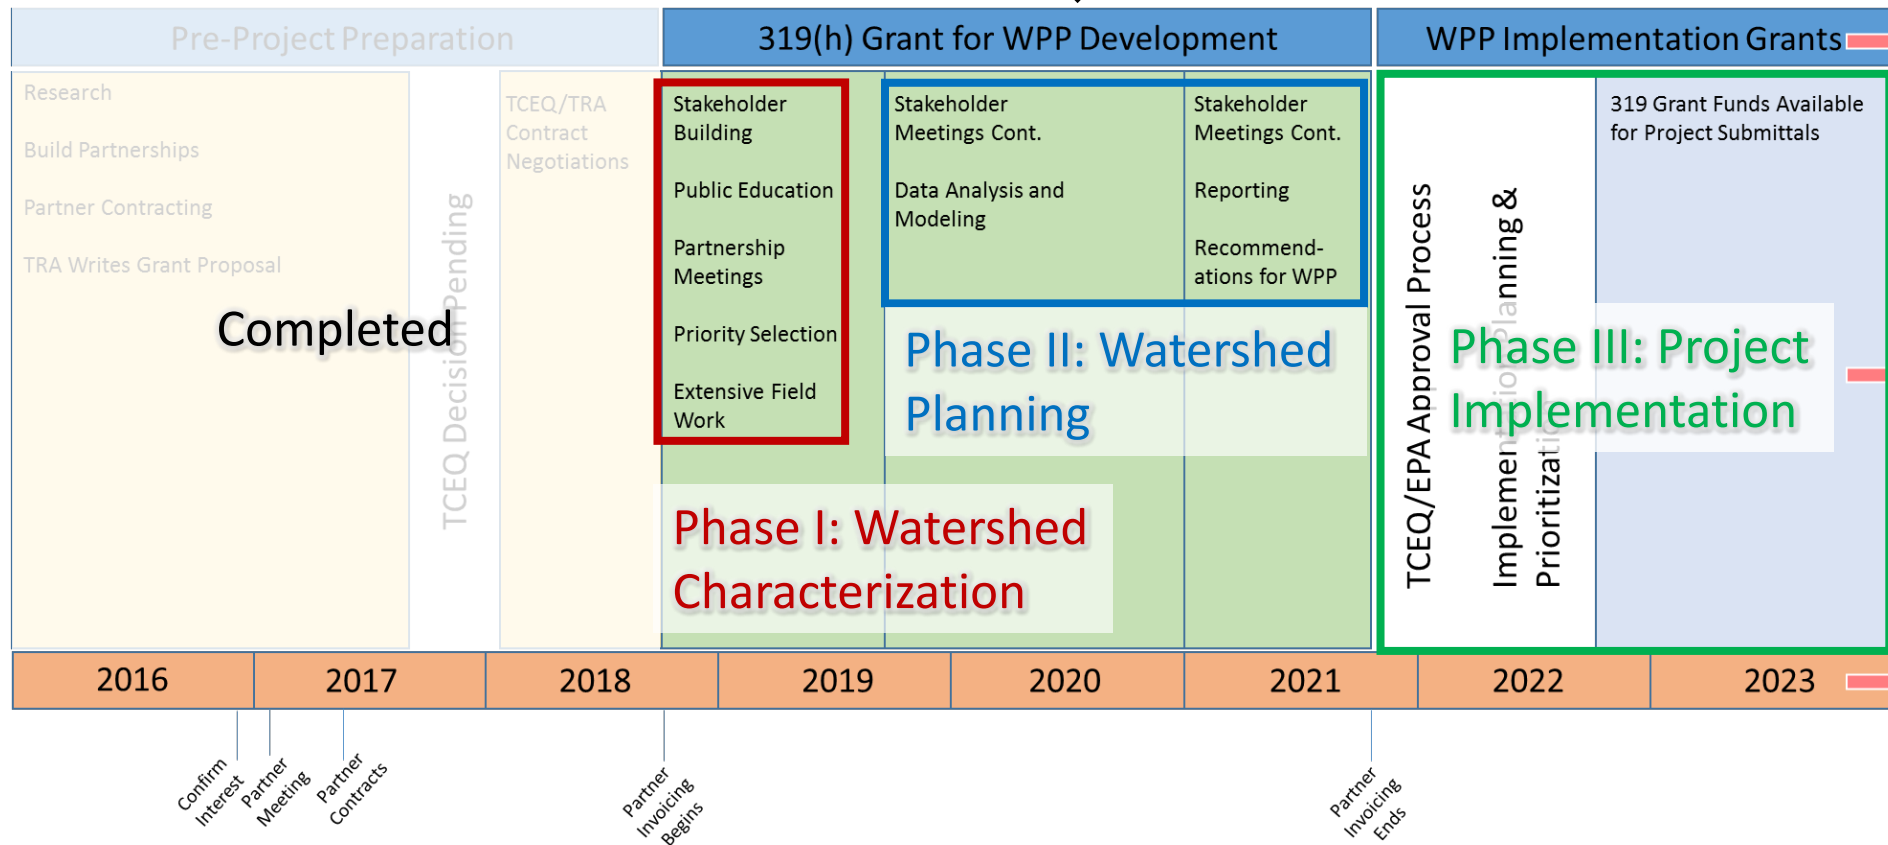 Pre-Project Preparation
319(h) Grant for WPP Development
WPP Implementation Grants
Research
Build Partnerships
Partner Contracting
TRA Writes Grant Proposal
Completed
TCEQ Decision Pending
TCEQ/TRA
Contract
Negotiations
Stakeholder
Building
Public Education
Partnership
Meetings
Priority Selection
Extensive Field
Work
Phase I: Watershed
Characterization
Stakeholder
Meetings Cont.
Data Analysis and
Modeling
Stakeholder
Meetings Cont.
Reporting
Recommend-
ations for WPP
Phase II: Watershed
Planning
TCEQ/EPA Approval Process
Implementation Planning &
Prioritization
319 Grant Funds Available
for Project Submittals
Phase III: Project
Implementation
2016
2017
2018
2019
2020
2021
2022
2023
Confirm
Interest
Partner
Meeting
Partner
Contracts
Partner
Invoicing
Begins
Partner
Invoicing
Ends